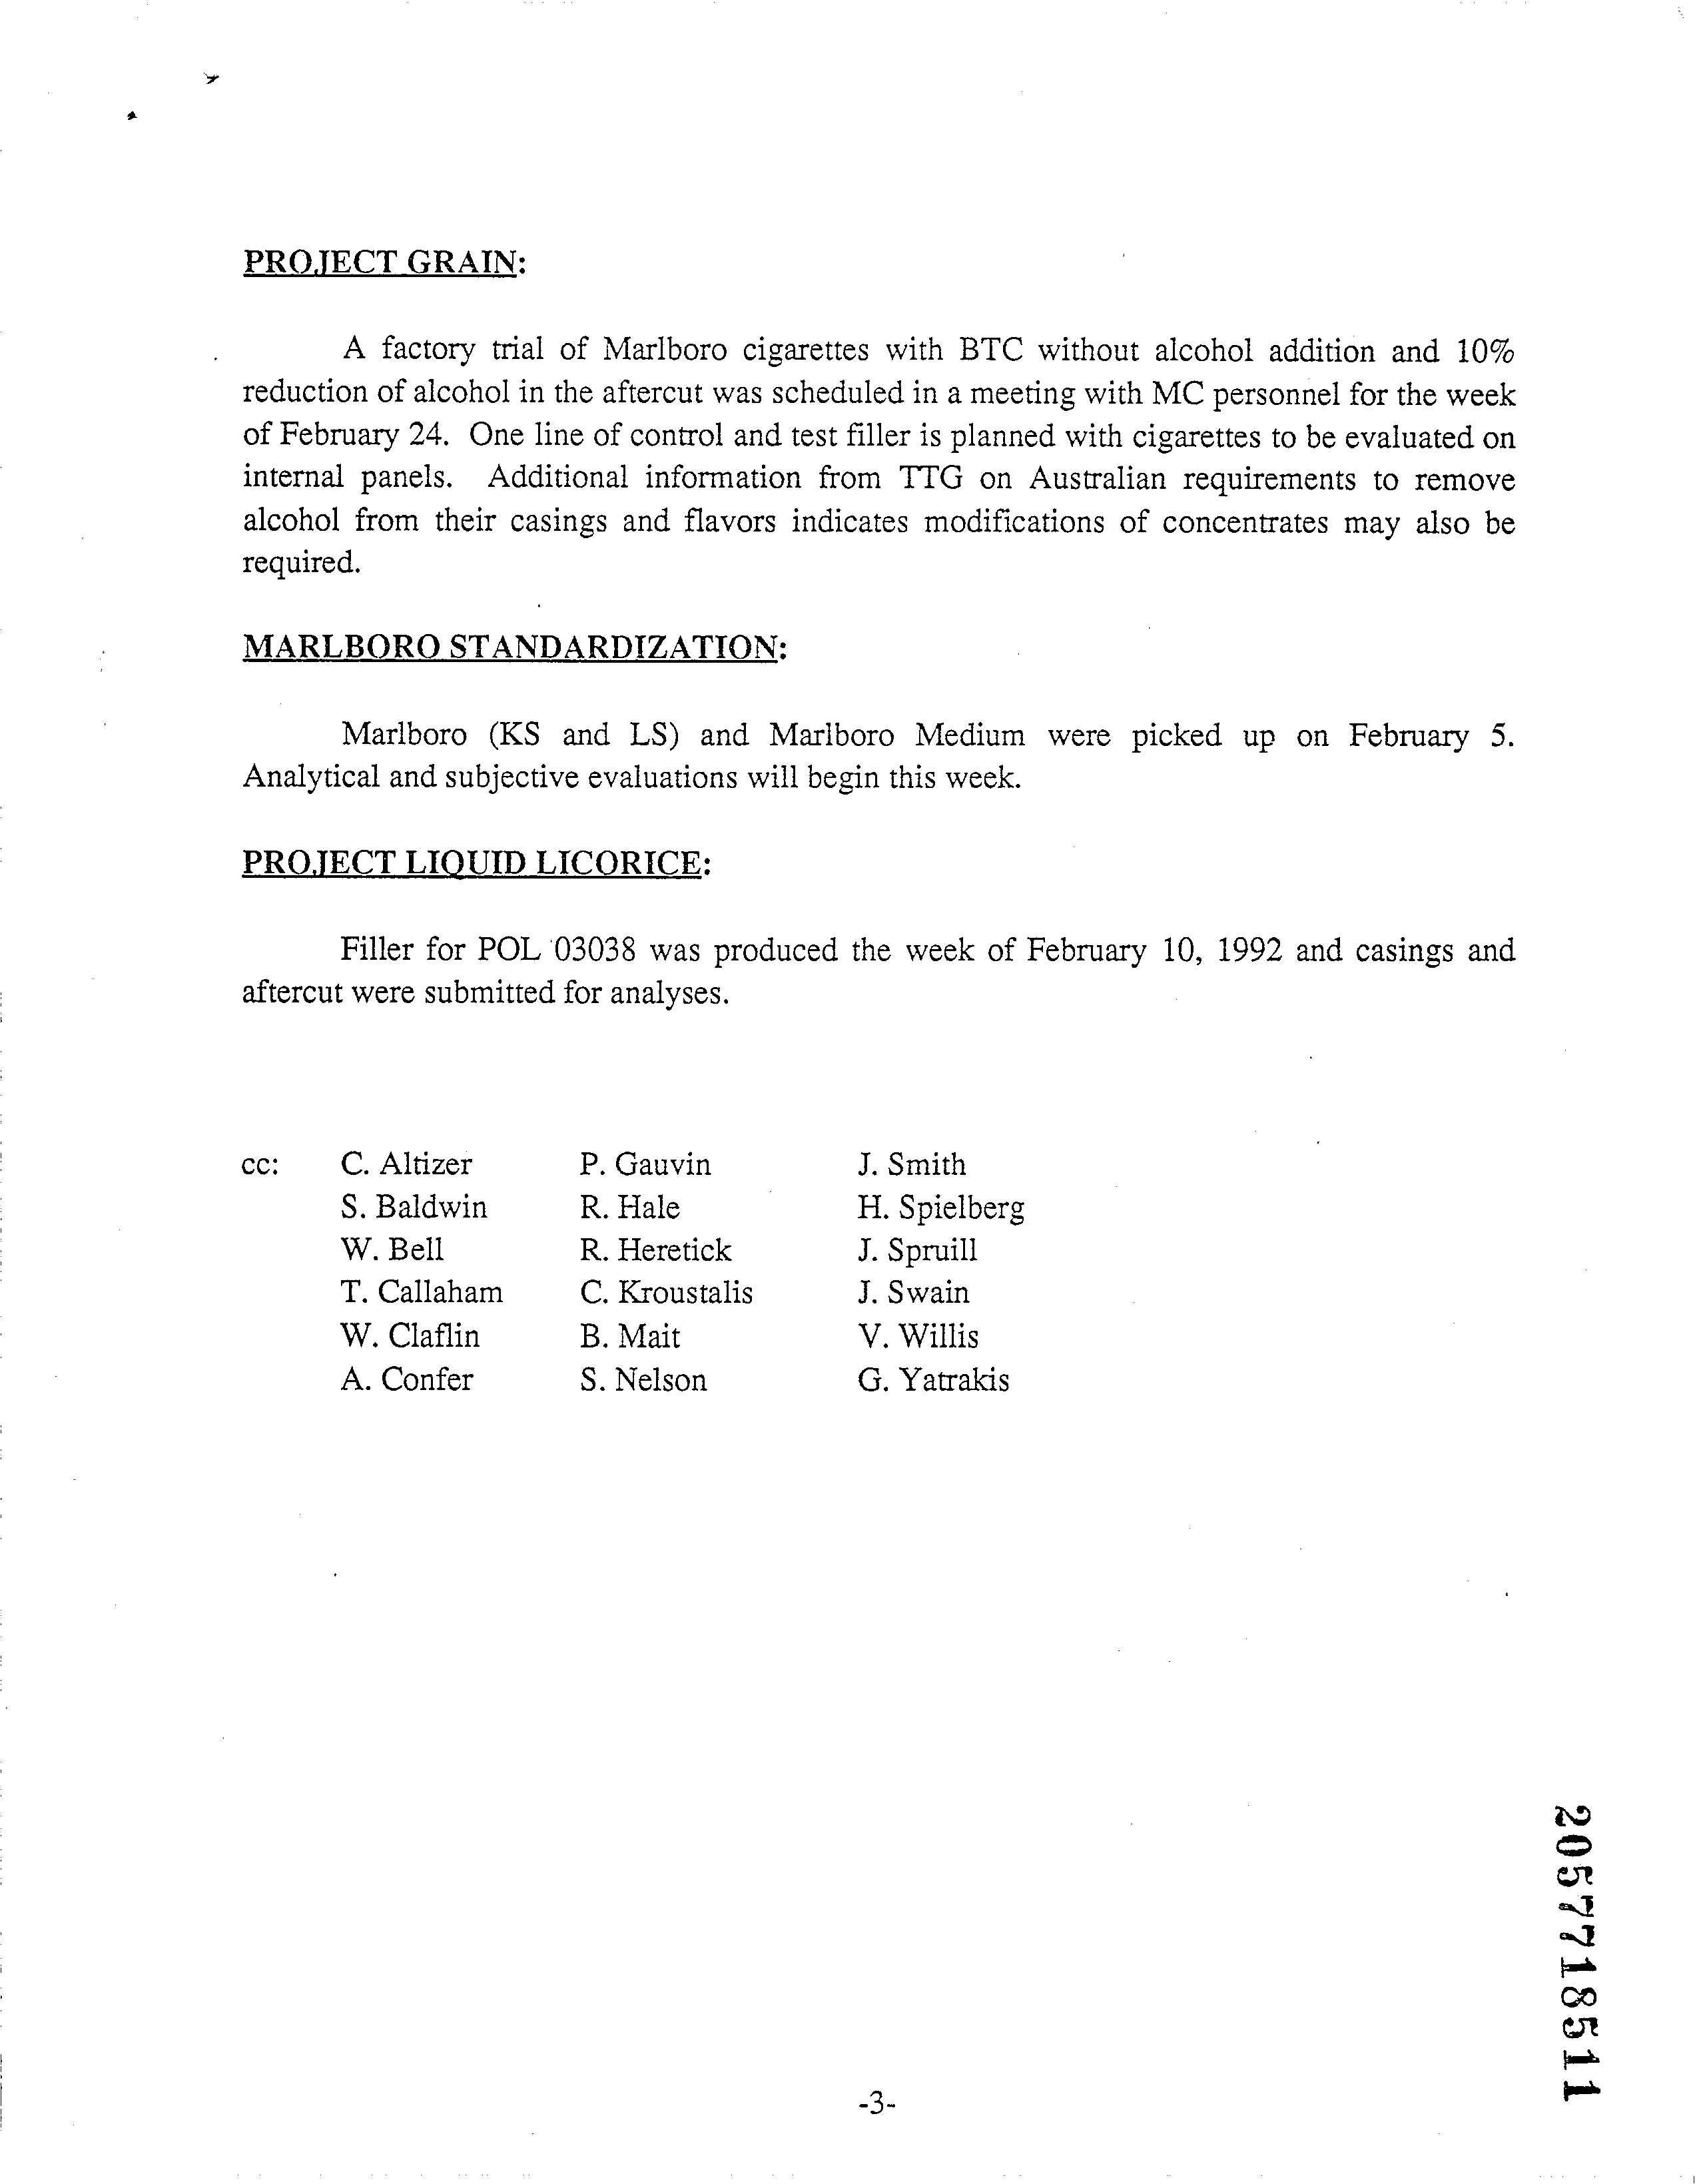 PROJECT GRAIN:
A factory trial of Marlboro cigarettes with BTC without alcohol addition and 10%
reduction of alcohol in the aftercut was scheduled in a meeting with MC personnel for the week
of February 24. One line of control and test filler is planned with cigarettes to be evaluated on
internal panels. Additional information from TTG on Australian requirements to remove
alcohol from their casings and flavors indicates modifications of concentrates may also be
required.
MARLBORO STANDARDIZATION:
Marlboro (KS and LS) and Marlboro Medium were picked up on February 5.
Analytical and subjective evaluations will begin this week.
PROJECT LIQUID LICORICE:
Filler for POL 03038 was produced the week of February 10, 1992 and casings and
aftercut were submitted for analyses.
cc: C. Altizer P. Gauvin J. Smith
S. Baldwin R. Hale H. Spielberg
W. Bell R. Heretick J. Spruill
T. Callaham C. Kroustalis J. Swain
W. Claflin B. Mait V. Willis
A. Confer S. Nelson G. Yatrakis
2057718511
-3-